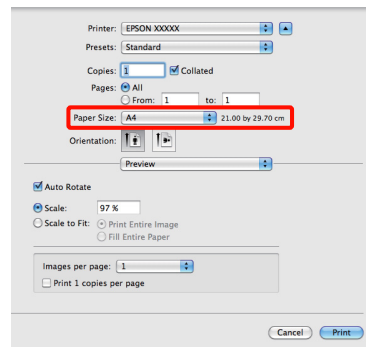 Printer: EPSON XXXXX
Presets: Standard
Copies: 1 Collated
Pages: All
From: 1 to: 1
Paper Size: A4 21.00 by 29.70 cm
Orientation:
Preview
Auto Rotate
Scale: 97 %
Scale to Fit: Print Entire Image
Fill Entire Paper
Images per page: 1
Print 1 copies per page
Cancel Print